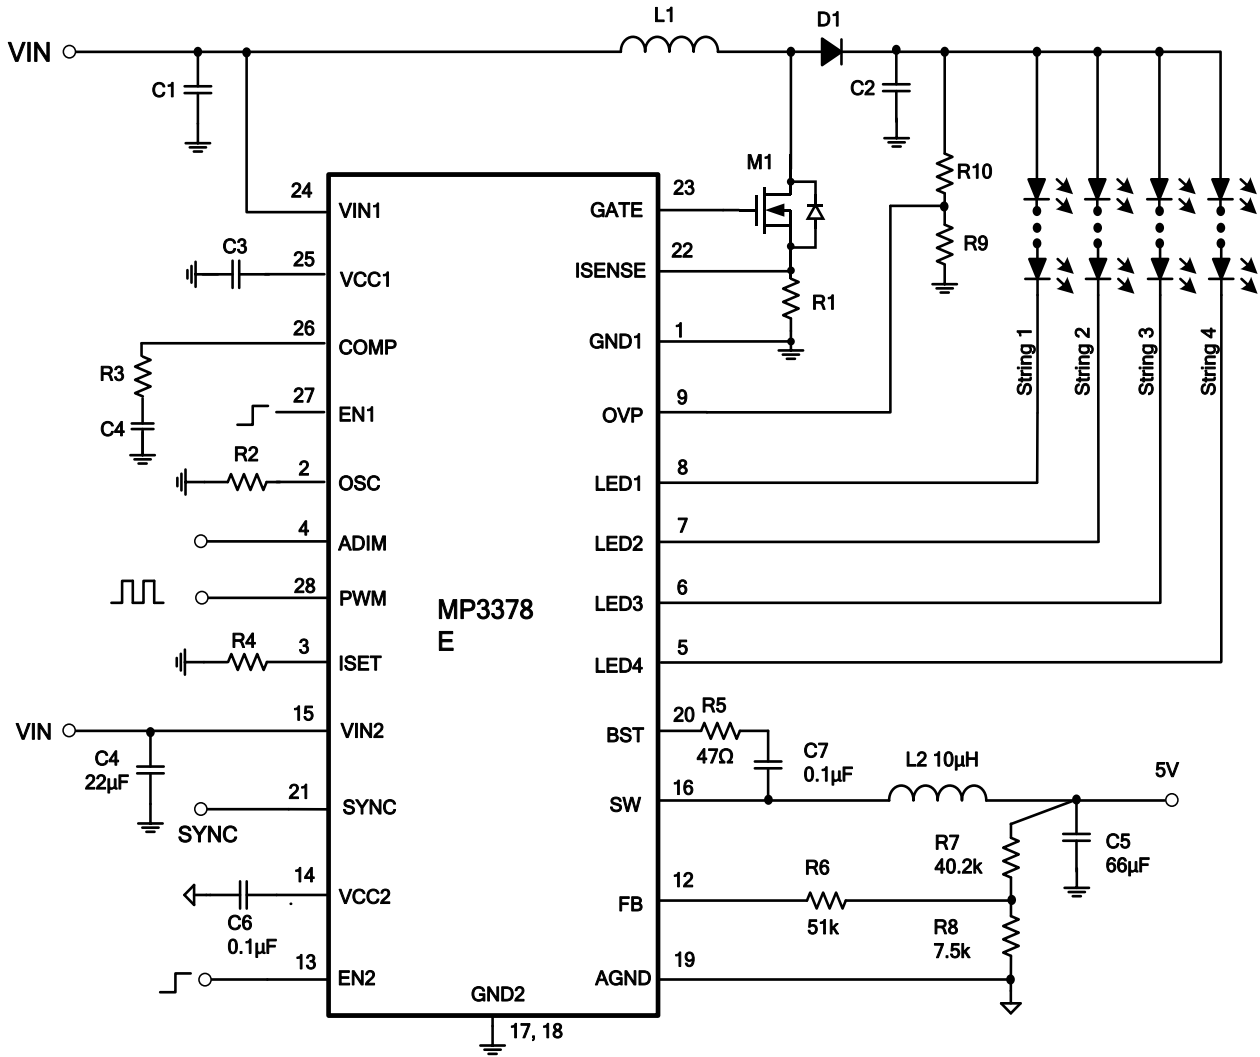 L1
D1
VIN
C1
C2
M1
R10
R9
24
VIN1
23
GATE
C3
25
VCC1
22
ISENSE
R1
26
COMP
1
GND1
R3
C4
27
EN1
9
OVP
String 1
String 2
String 3
String 4
R2
2
OSC
8
LED1
4
ADIM
7
LED2
28
PWM
MP3378
E
6
LED3
R4
3
ISET
5
LED4
VIN
15
VIN2
20
BST
R5
47Ω
C4
22µF
C7
0.1µF
L2 10µH
5V
21
SYNC
SYNC
16
SW
R7
40.2k
C5
66µF
14
VCC2
C6
0.1µF
12
FB
R6
51k
R8
7.5k
13
EN2
19
AGND
GND2
17, 18